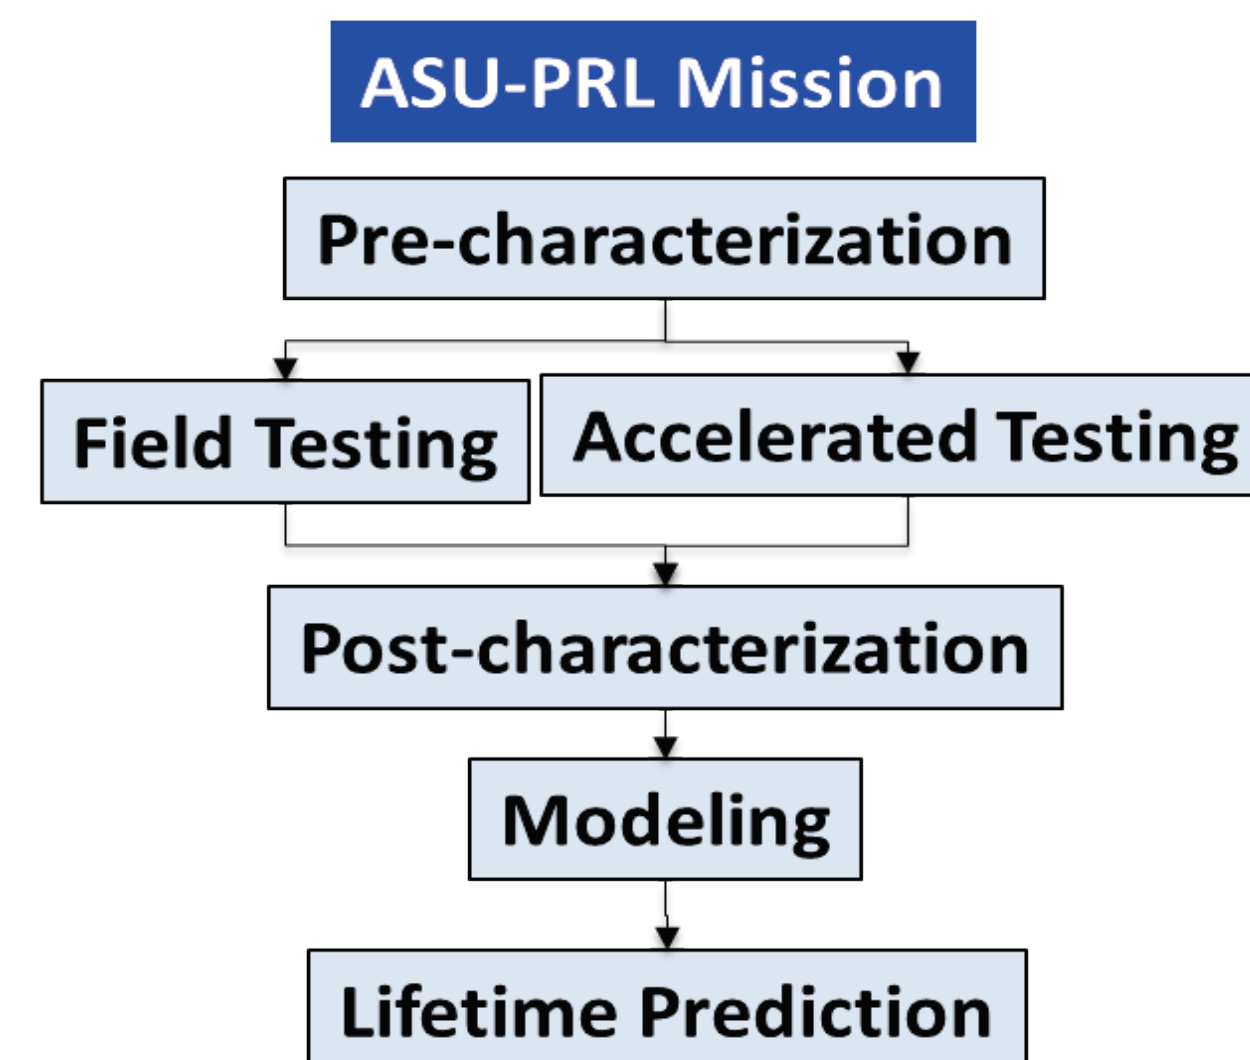 ASU-PRL Mission
Pre-characterization
Field Testing
Accelerated Testing
Post-characterization
Modeling
Lifetime Prediction